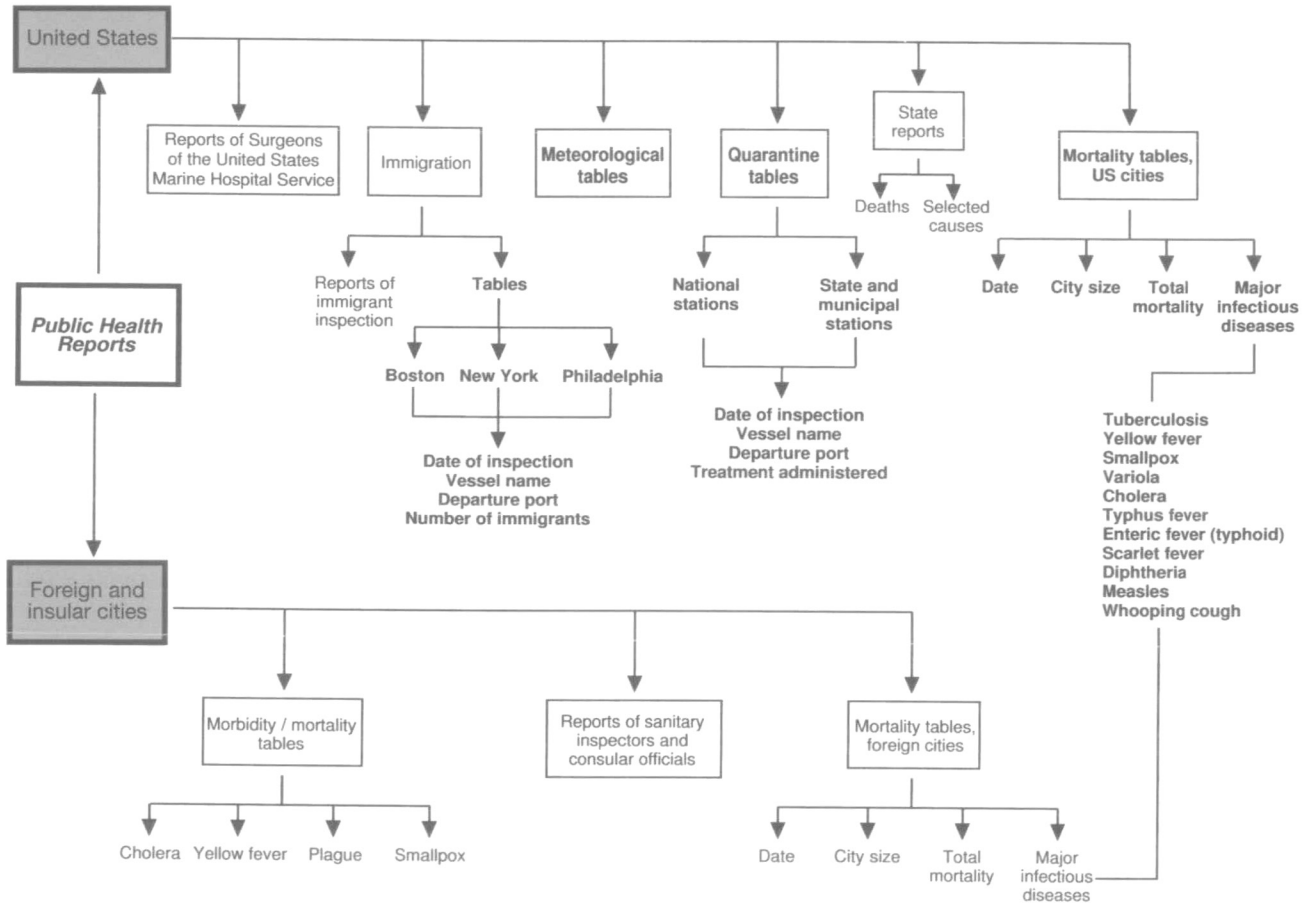 United States
Reports of Surgeons
of the United States
Marine Hospital Service
Immigration
Meteorological
tables
Quarantine
tables
State
reports
Mortality tables,
US cities
Deaths
Selected
causes
Reports of
immigrant
inspection
Tables
National
stations
State and
municipal
stations
Date
City size
Total
mortality
Major
infectious
diseases
Public Health
Reports
Boston
New York
Philadelphia
Date of inspection
Vessel name
Departure port
Number of immigrants
Date of inspection
Vessel name
Departure port
Treatment administered
Tuberculosis
Yellow fever
Smallpox
Variola
Cholera
Typhus fever
Enteric fever (typhoid)
Scarlet fever
Diphtheria
Measles
Whooping cough
Foreign and
insular cities
Morbidity / mortality
tables
Reports of sanitary
inspectors and
consular officials
Mortality tables,
foreign cities
Cholera
Yellow fever
Plague
Smallpox
Date
City size
Total
mortality
Major
infectious
diseases